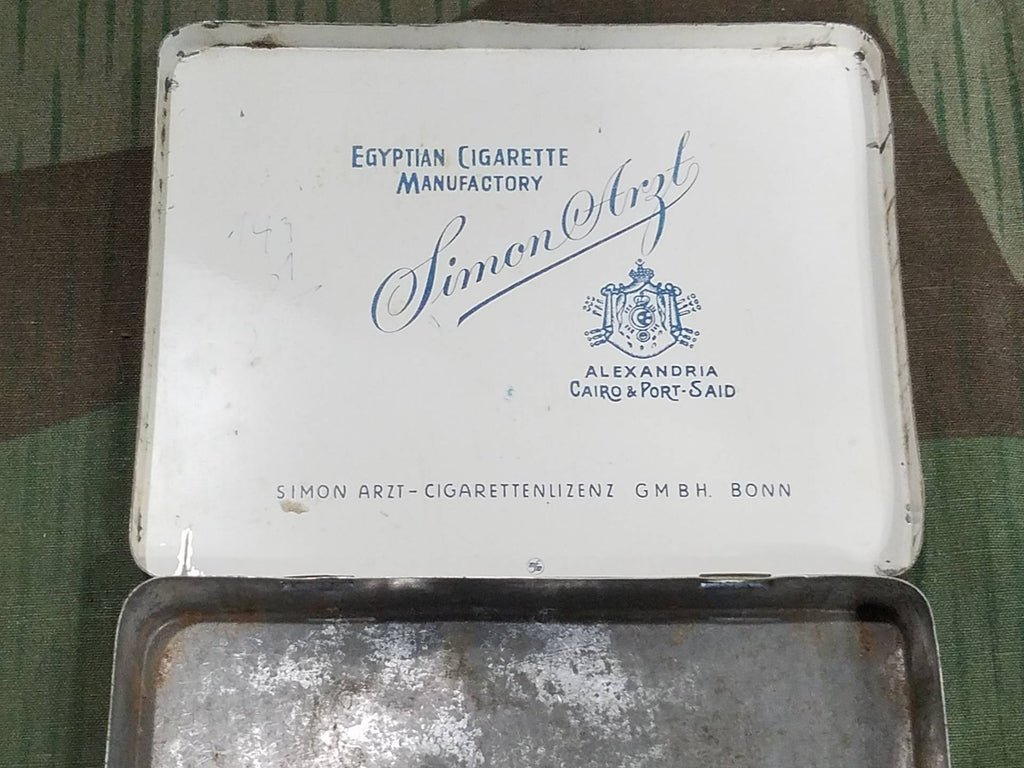 EGYPTIAN CIGARETTE
MANUFACTORY
Simon Arzt
ALEXANDRIA
CAIRO & PORT-SAID
SIMON ARZT-CIGARETTENLIZENZ GMBH. BONN